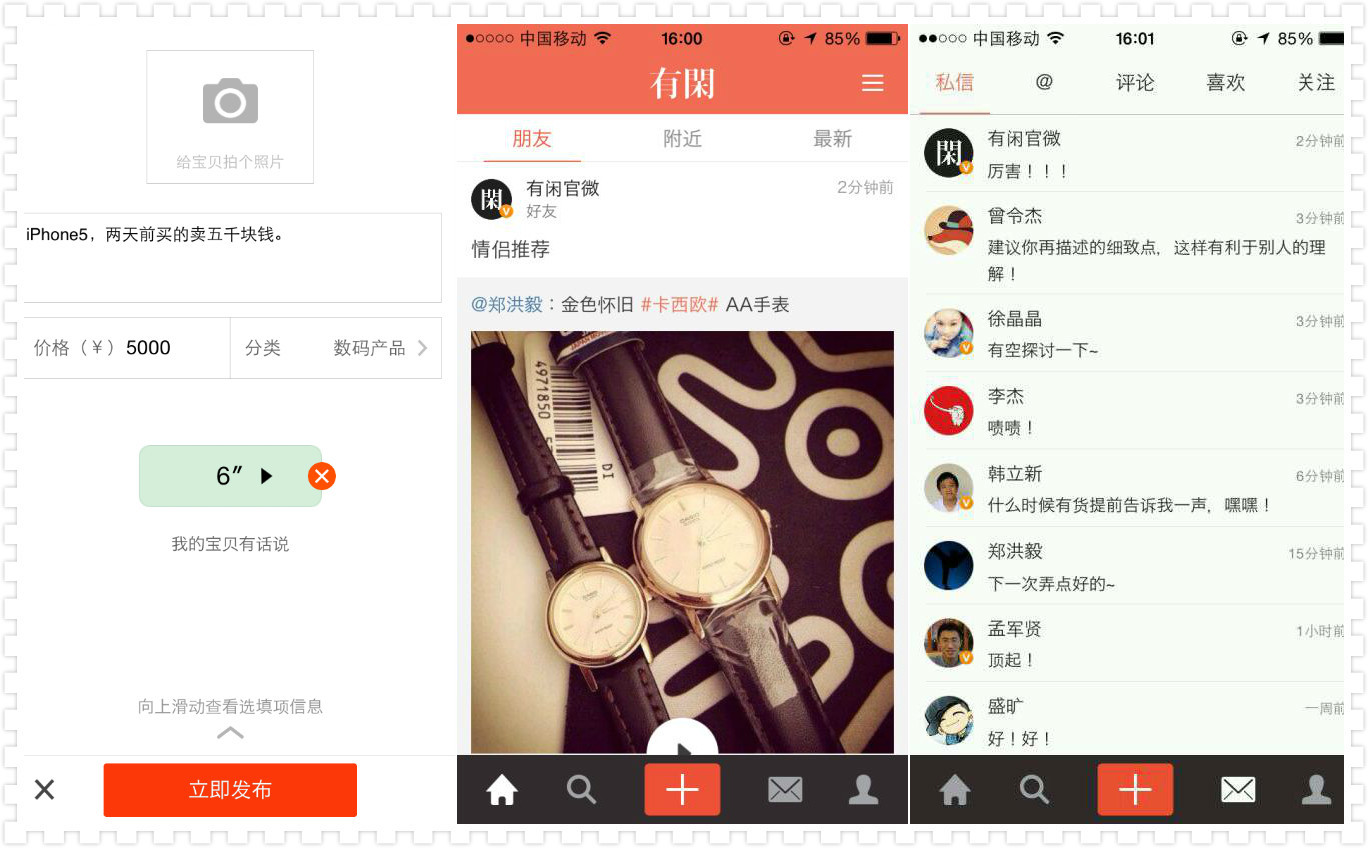 给宝贝拍个照片
iPhone5，两天前买的卖五千块钱。
价格（￥）5000 分类 数码产品
6″
我的宝贝有话说
向上滑动查看选填项信息
立即发布
中国移动 16:00 85%
有閑
朋友 附近 最新
閑 有闲官微 2分钟前
好友
情侣推荐
@郑洪毅：金色怀旧 #卡西欧# AA手表
4971850
DI
CASIO
CASIO
中国移动 16:01 85%
私信 @ 评论 喜欢 关注
閑 有闲官微 2分钟前
厉害！！！
曾令杰 3分钟前
建议你再描述的细致点，这样有利于别人的理
解！
徐晶晶 3分钟前
有空探讨一下~
李杰 3分钟前
啧啧！
韩立新 6分钟前
什么时候有货提前告诉我一声，嘿嘿！
郑洪毅 15分钟前
下一次弄点好的~
孟军贤 1小时前
顶起！
盛旷 一周前
好！好！